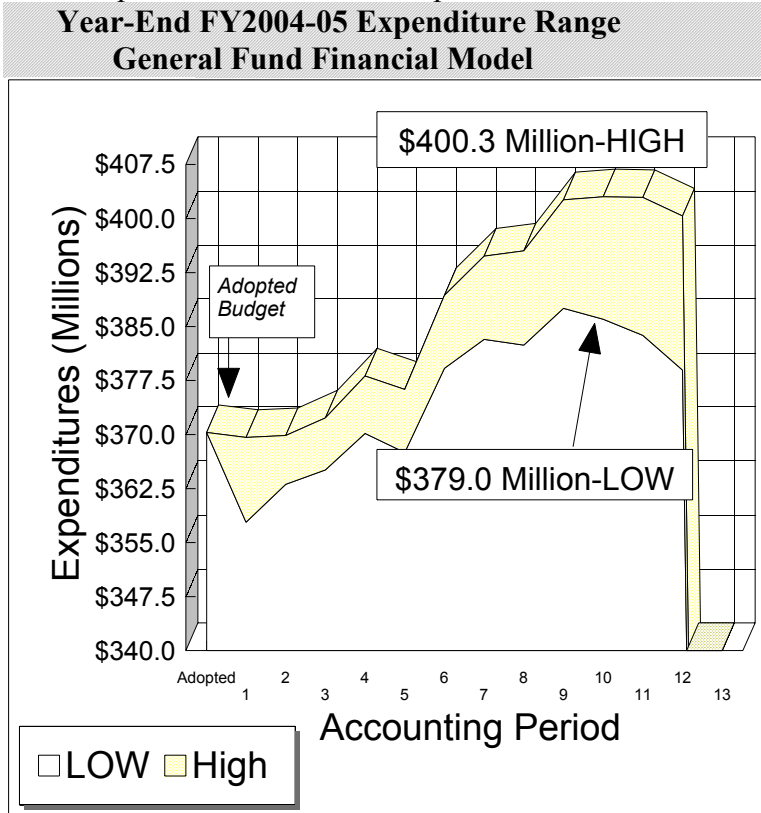 Year-End FY2004-05 Expenditure Range
General Fund Financial Model
$400.3 Million-HIGH
$407.5
$400.0
$392.5
$385.0
$377.5
$370.0
$362.5
$355.0
$347.5
$340.0
Expenditures (Millions)
Adopted
Budget
$379.0 Million-LOW
Adopted 1 2 3 4 5 6 7 8 9 10 11 12 13
Accounting Period
LOW High